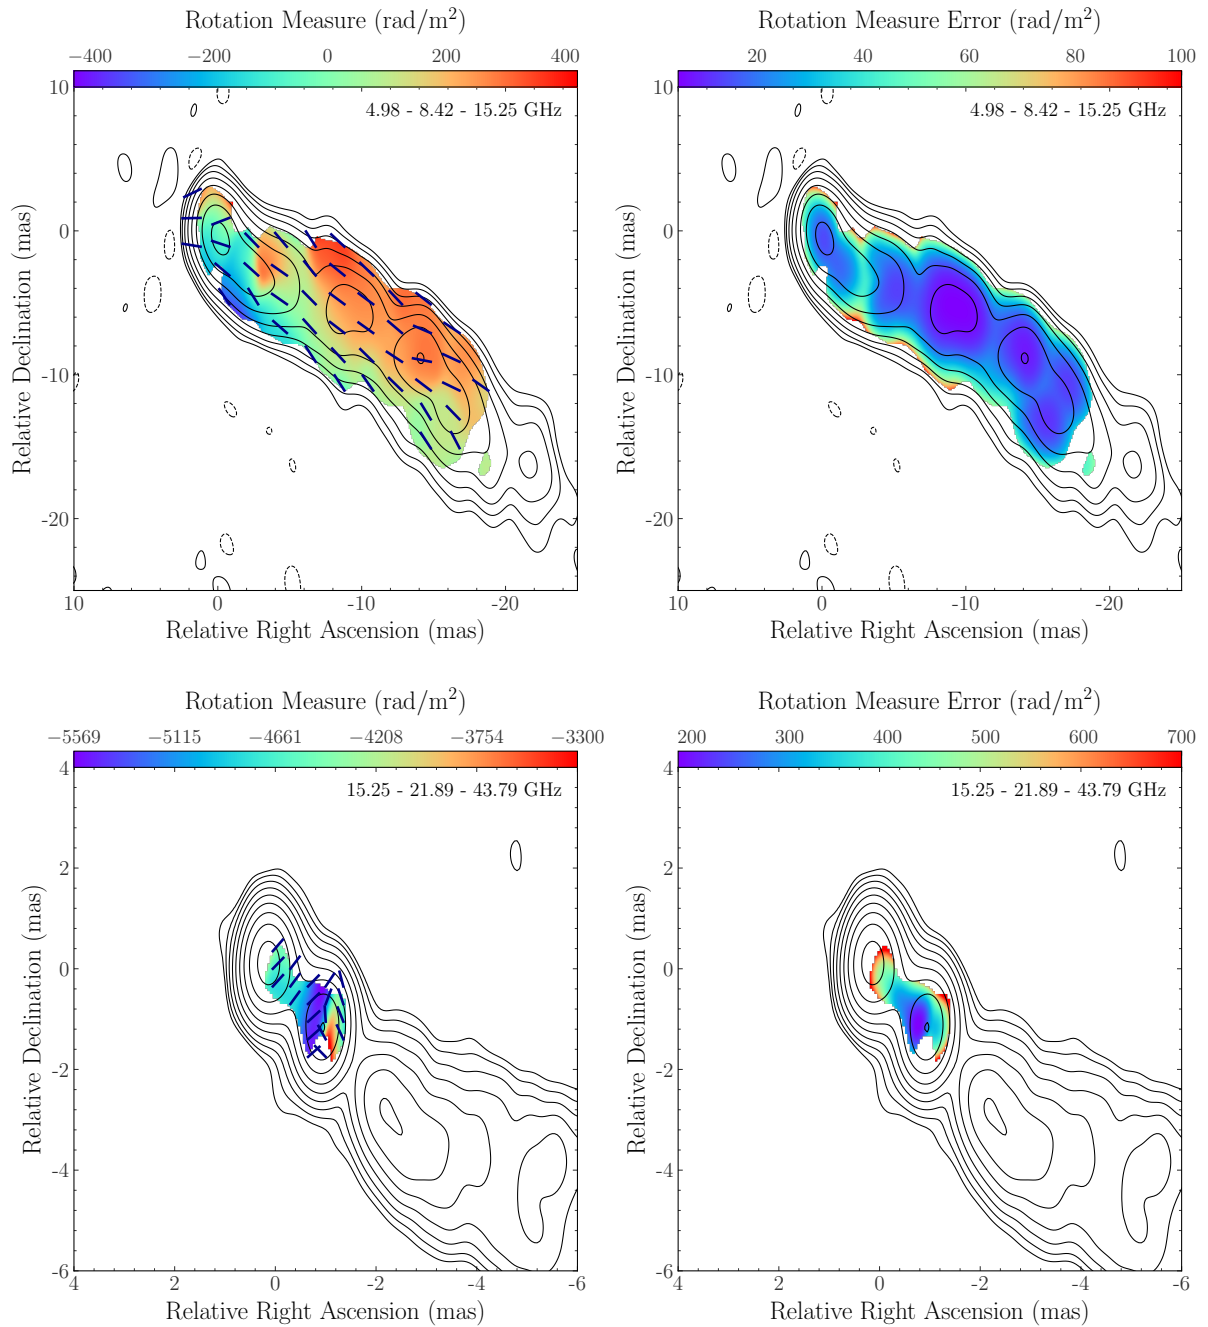 Rotation Measure (rad/m²)
−400 −200 0 200 400
4.98 - 8.42 - 15.25 GHz
10
0
-10
-20
Relative Declination (mas)
10 0 -10 -20
Relative Right Ascension (mas)
Rotation Measure Error (rad/m²)
20 40 60 80 100
4.98 - 8.42 - 15.25 GHz
10
0
-10
-20
Relative Declination (mas)
10 0 -10 -20
Relative Right Ascension (mas)
Rotation Measure (rad/m²)
−5569 −5115 −4661 −4208 −3754 −3300
15.25 - 21.89 - 43.79 GHz
4
2
0
-2
-4
-6
Relative Declination (mas)
4 2 0 -2 -4 -6
Relative Right Ascension (mas)
Rotation Measure Error (rad/m²)
200 300 400 500 600 700
15.25 - 21.89 - 43.79 GHz
4
2
0
-2
-4
-6
Relative Declination (mas)
4 2 0 -2 -4 -6
Relative Right Ascension (mas)